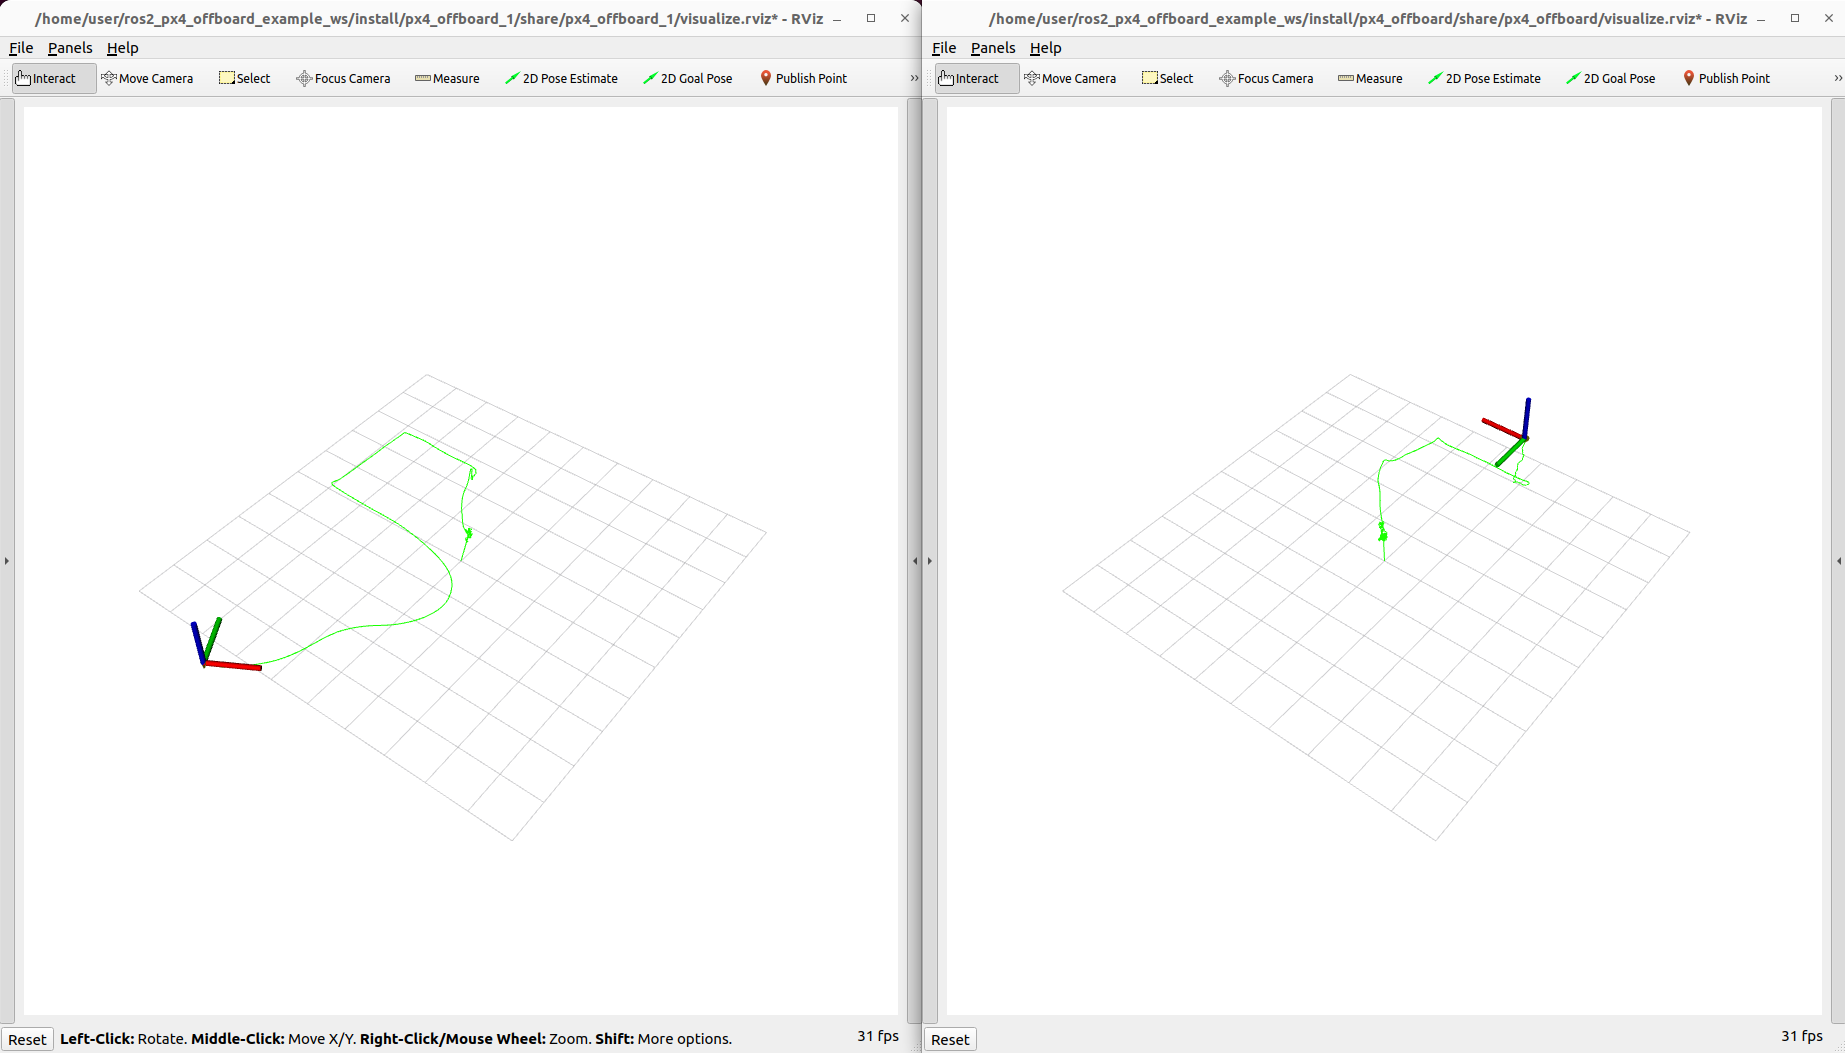 /home/user/ros2_px4_offboard_example_ws/install/px4_offboard_1/share/px4_offboard_1/visualize.rviz* - RViz
File Panels Help
Interact Move Camera Select Focus Camera Measure 2D Pose Estimate 2D Goal Pose Publish Point »
Reset Left-Click: Rotate. Middle-Click: Move X/Y. Right-Click/Mouse Wheel: Zoom. Shift: More options. 31 fps
/home/user/ros2_px4_offboard_example_ws/install/px4_offboard/share/px4_offboard/visualize.rviz* - RViz
File Panels Help
Interact Move Camera Select Focus Camera Measure 2D Pose Estimate 2D Goal Pose Publish Point »
Reset 31 fps